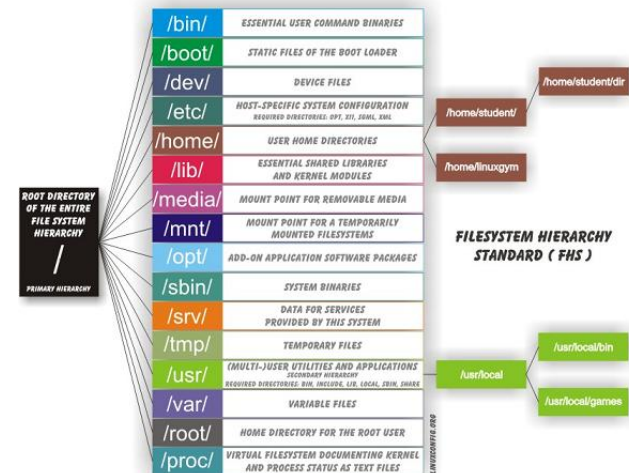 ROOT DIRECTORY
OF THE ENTIRE
FILE SYSTEM
HIERARCHY
/
PRIMARY HIERARCHY
/bin/
ESSENTIAL USER COMMAND BINARIES
/boot/
STATIC FILES OF THE BOOT LOADER
/dev/
DEVICE FILES
/etc/
HOST-SPECIFIC SYSTEM CONFIGURATION
REQUIRED DIRECTORIES: OPT, XII, SGML, XML
/home/
USER HOME DIRECTORIES
/home/student/
/home/student/dir
/home/linuxgym
/lib/
ESSENTIAL SHARED LIBRARIES
AND KERNEL MODULES
/media/
MOUNT POINT FOR REMOVABLE MEDIA
/mnt/
MOUNT POINT FOR A TEMPORARILY
MOUNTED FILESYSTEMS
/opt/
ADD-ON APPLICATION SOFTWARE PACKAGES
/sbin/
SYSTEM BINARIES
/srv/
DATA FOR SERVICES
PROVIDED BY THIS SYSTEM
/tmp/
TEMPORARY FILES
/usr/
(MULTI-)USER UTILITIES AND APPLICATIONS
SECONDARY HIERARCHY
REQUIRED DIRECTORIES: BIN, INCLUDE, LIB, LOCAL, SBIN, SHARE
/usr/local
/usr/local/bin
/usr/local/games
/var/
VARIABLE FILES
/root/
HOME DIRECTORY FOR THE ROOT USER
/proc/
VIRTUAL FILESYSTEM DOCUMENTING KERNEL
AND PROCESS STATUS AS TEXT FILES
FILESYSTEM HIERARCHY
STANDARD ( FHS )
LINUXCONFIG.ORG